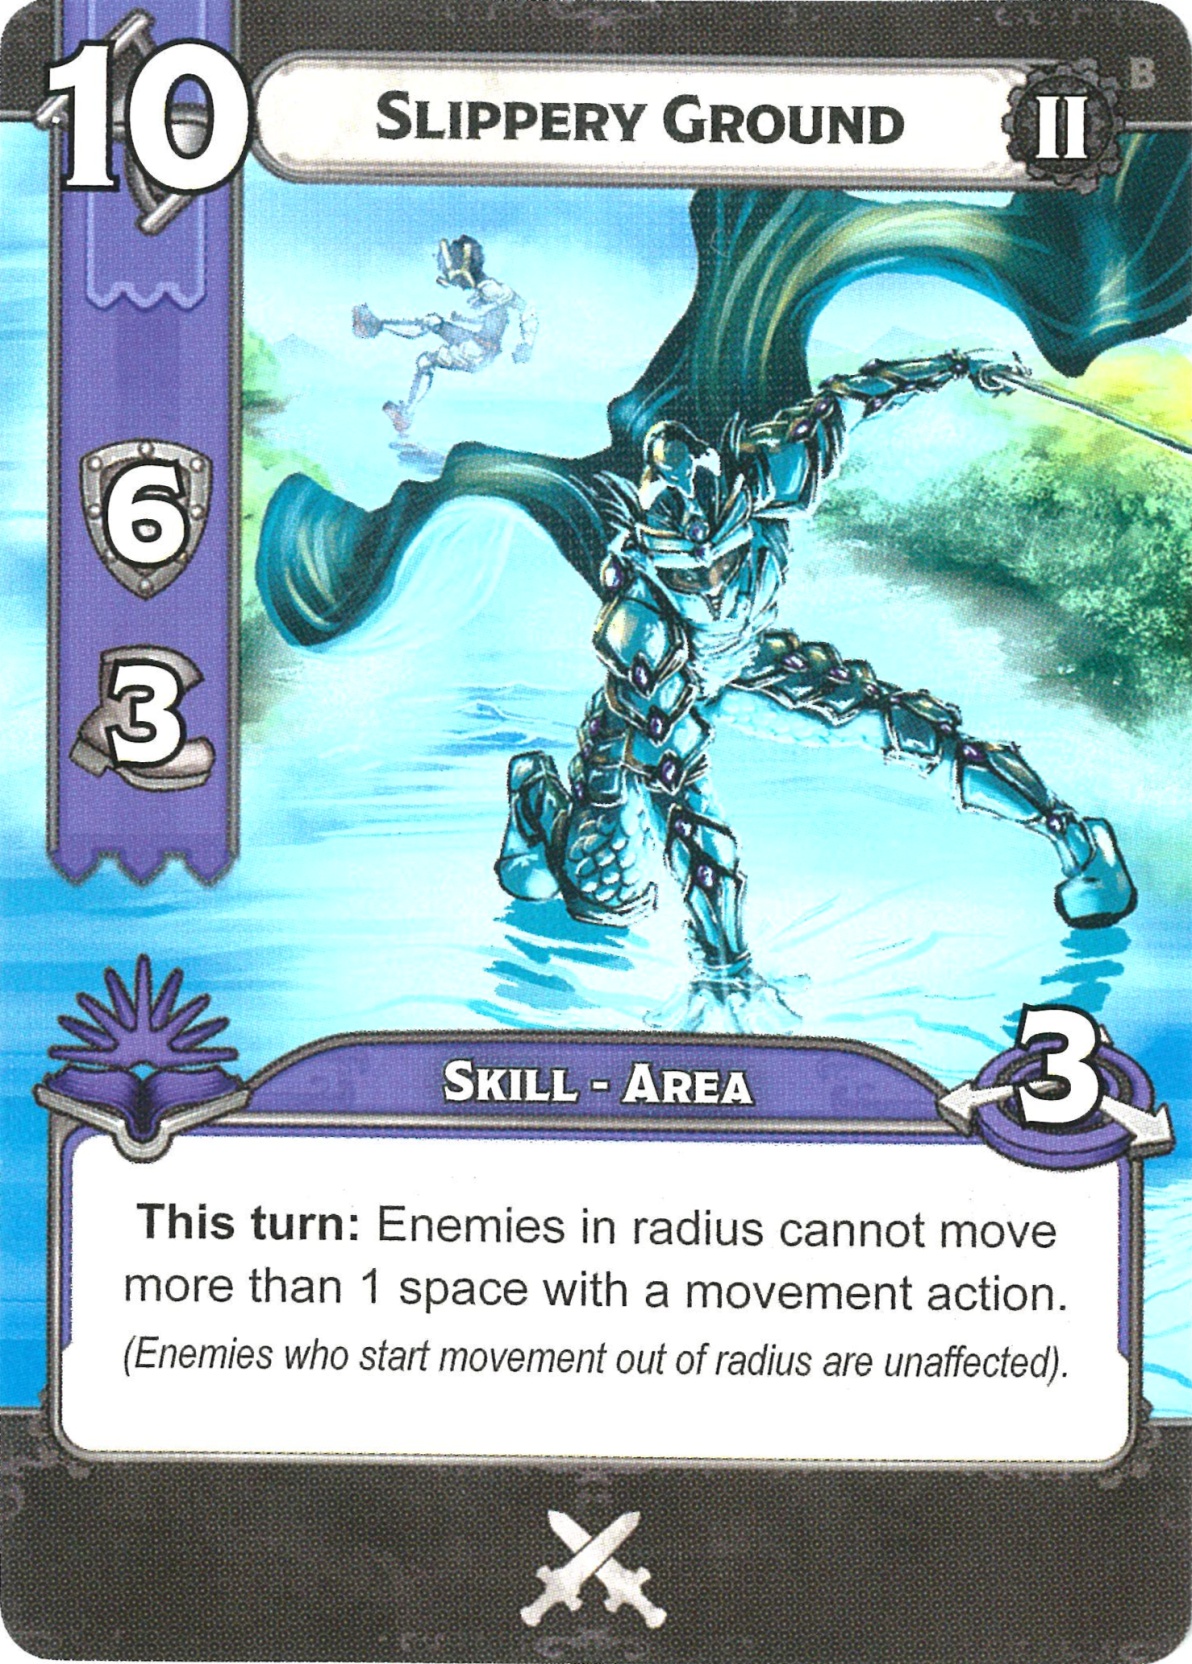 10
SLIPPERY GROUND
II
B
6
3
SKILL - AREA
3
This turn: Enemies in radius cannot move
more than 1 space with a movement action.
(Enemies who start movement out of radius are unaffected).